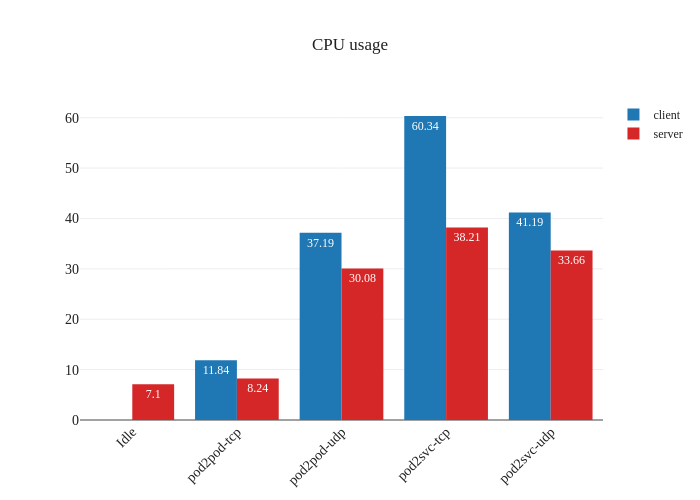 CPU usage
client
server
60
50
40
30
20
10
0
7.1
11.84
8.24
37.19
30.08
60.34
38.21
41.19
33.66
Idle
pod2pod-tcp
pod2pod-udp
pod2svc-tcp
pod2svc-udp